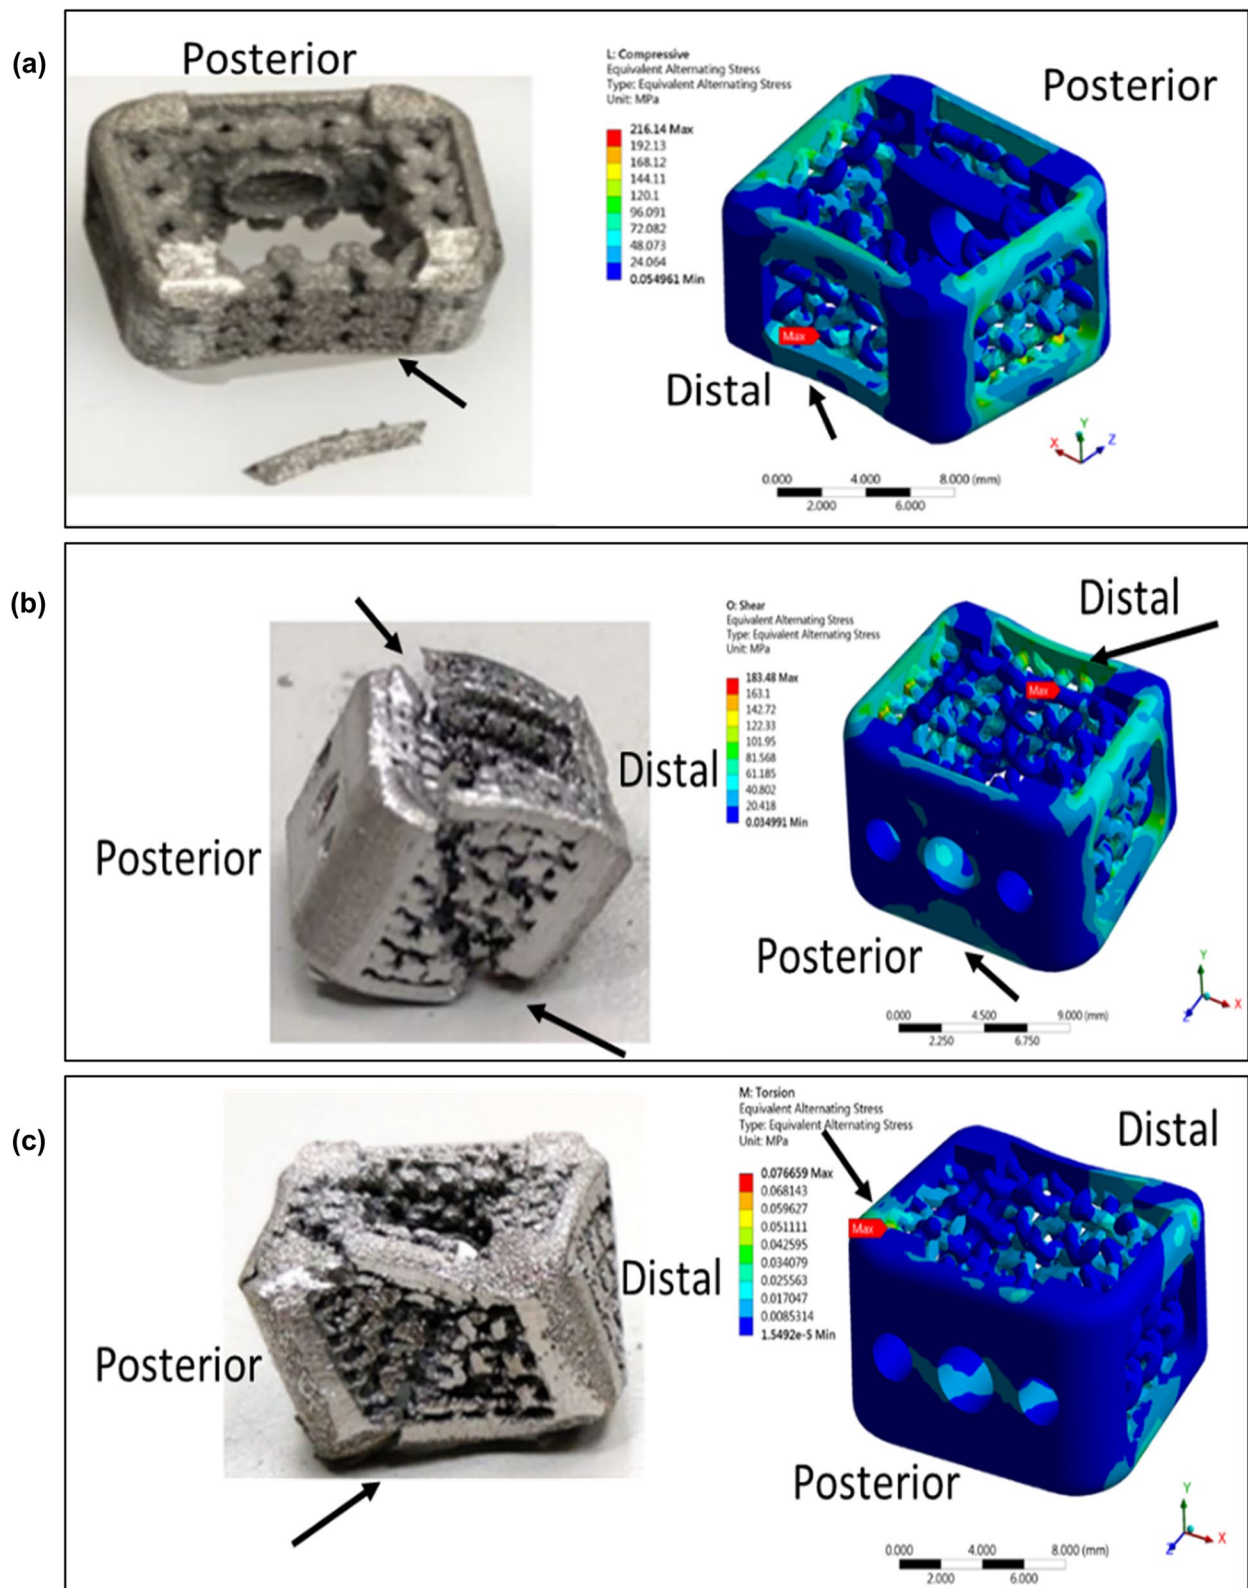 (a)
Posterior
L: Compressive
Equivalent Alternating Stress
Type: Equivalent Alternating Stress
Unit: MPa
216.14 Max
192.13
168.12
144.11
120.1
96.091
72.082
48.073
24.064
0.054961 Min
Posterior
Max
Distal
Y
X
Z
0.000 4.000 8.000 (mm)
2.000 6.000
(b)
Posterior
Distal
O: Shear
Equivalent Alternating Stress
Type: Equivalent Alternating Stress
Unit: MPa
183.48 Max
163.1
142.72
122.33
101.95
81.568
61.185
40.802
20.418
0.034991 Min
Distal
Max
Posterior
Y
X
Z
0.000 4.500 9.000 (mm)
2.250 6.750
(c)
Posterior
Distal
M: Torsion
Equivalent Alternating Stress
Type: Equivalent Alternating Stress
Unit: MPa
0.076659 Max
0.068143
0.059627
0.051111
0.042595
0.034079
0.025563
0.017047
0.0085314
1.5492e-5 Min
Distal
Max
Posterior
Y
X
Z
0.000 4.000 8.000 (mm)
2.000 6.000